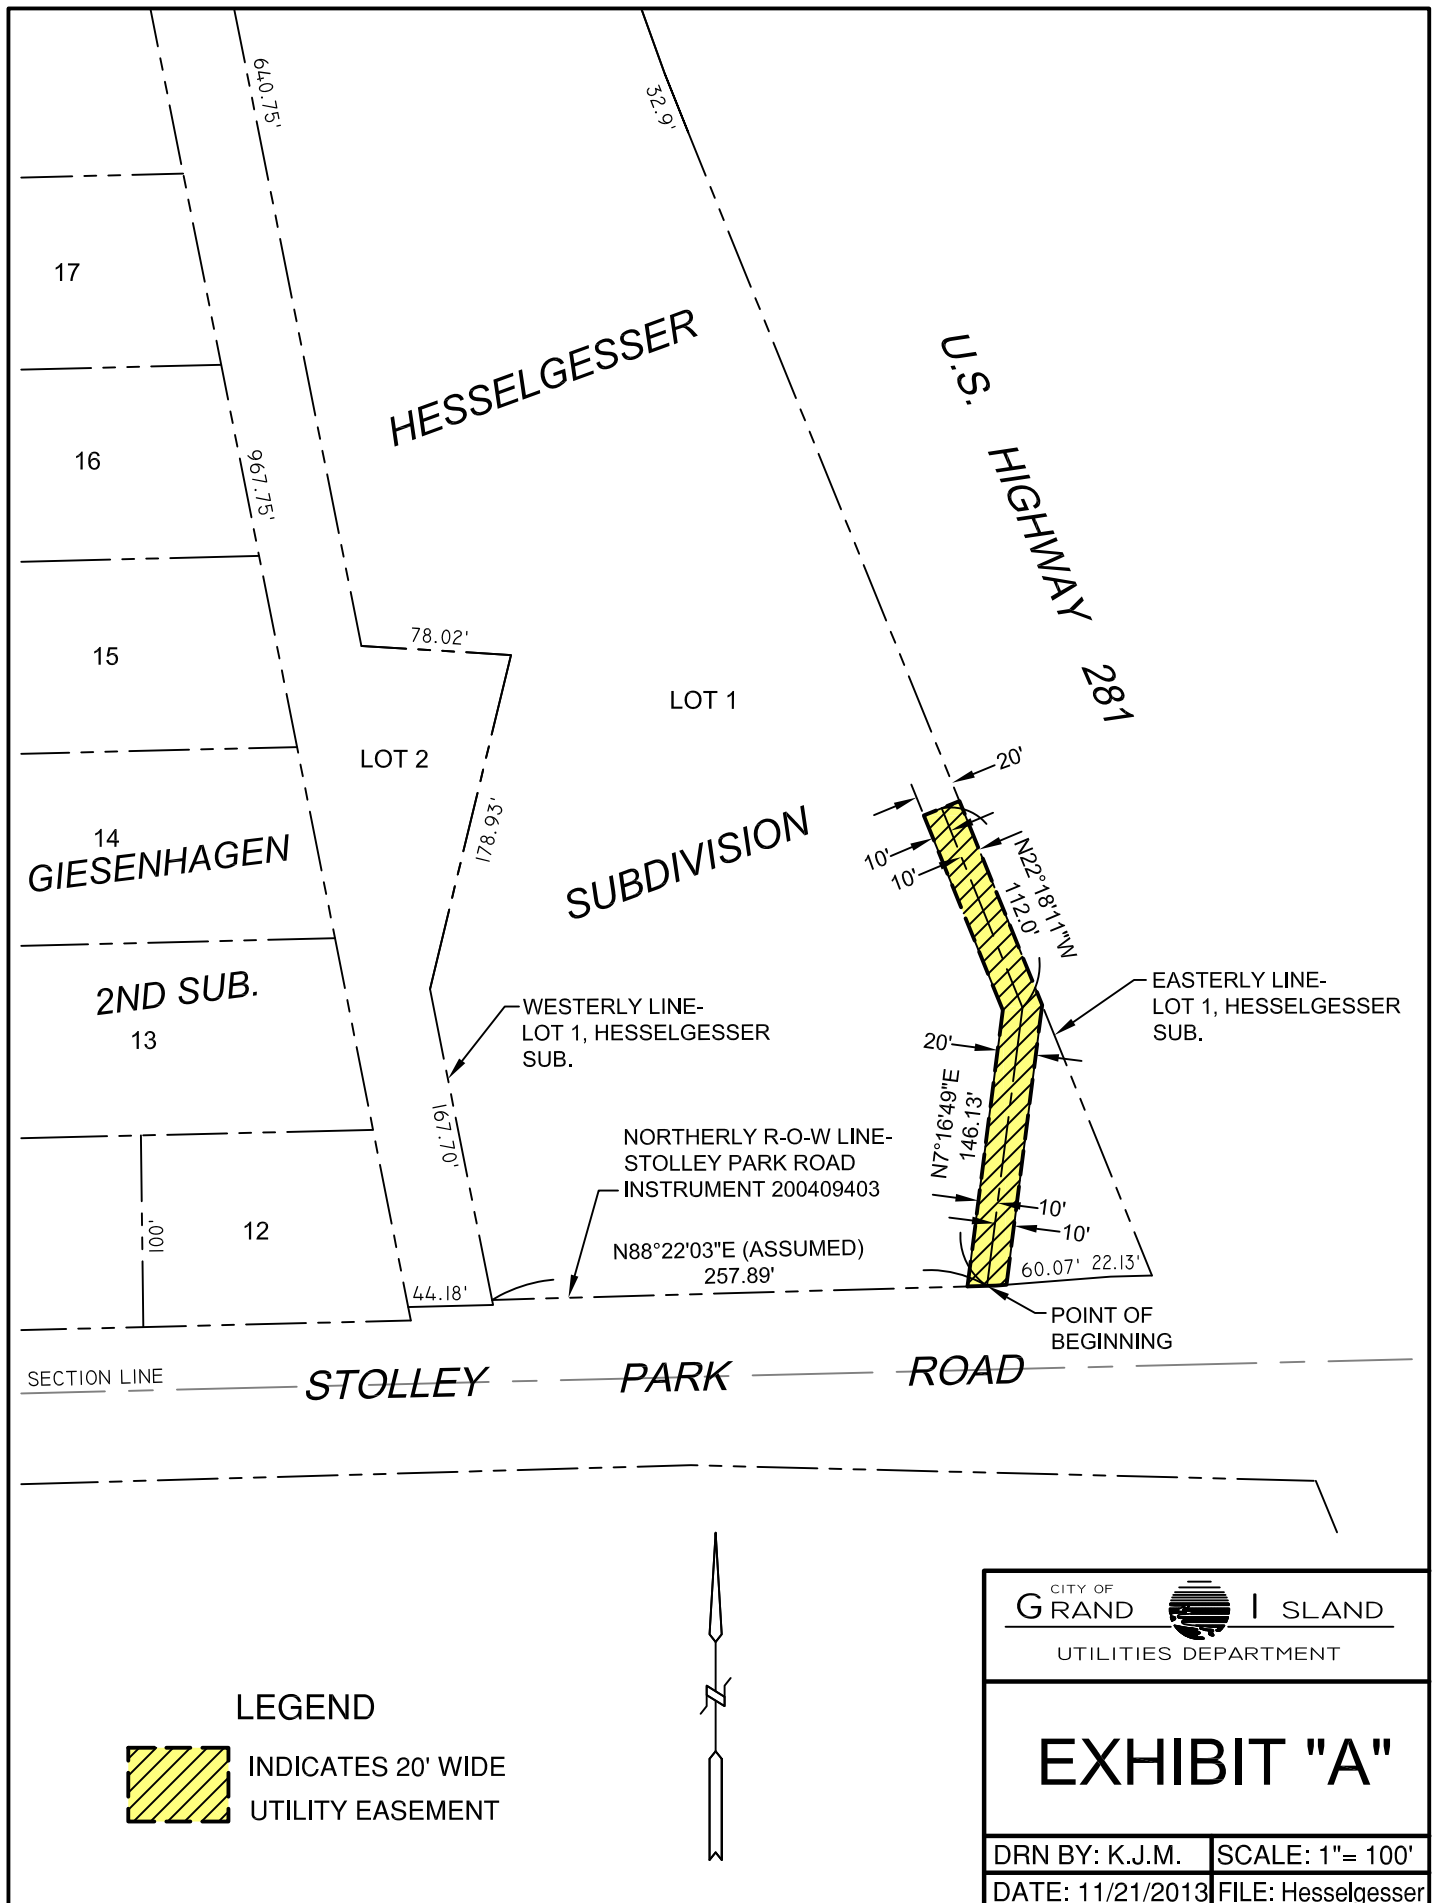 640.75'
32.9'
17
HESSELGESSER
U.S. HIGHWAY 281
16
967.75'
15
78.02'
LOT 1
LOT 2
20'
178.93'
14
GIESENHAGEN
SUBDIVISION
10'
10'
N22°18'11"W
112.0'
2ND SUB.
13
WESTERLY LINE-
LOT 1, HESSELGESSER
SUB.
EASTERLY LINE-
LOT 1, HESSELGESSER
SUB.
20'
N7°16'49"E
146.13'
167.70'
NORTHERLY R-O-W LINE-
STOLLEY PARK ROAD
INSTRUMENT 200409403
100'
12
10'
10'
N88°22'03"E (ASSUMED)
257.89'
60.07' 22.13'
44.18'
POINT OF
BEGINNING
SECTION LINE
STOLLEY PARK ROAD
CITY OF
GRAND ISLAND
UTILITIES DEPARTMENT
LEGEND
INDICATES 20' WIDE
UTILITY EASEMENT
EXHIBIT "A"
DRN BY: K.J.M. SCALE: 1"= 100'
DATE: 11/21/2013 FILE: Hesselgesser